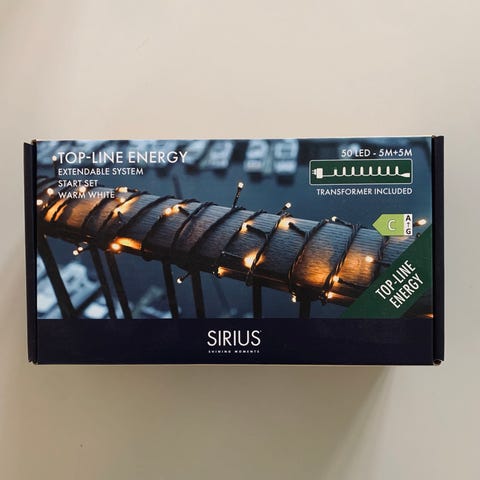 TOP-LINE ENERGY
EXTENDABLE SYSTEM
START SET
WARM WHITE
50 LED - 5M+5M
TRANSFORMER INCLUDED
C
A
↑
G
TOP-LINE
ENERGY
SIRIUS
SHINING MOMENTS